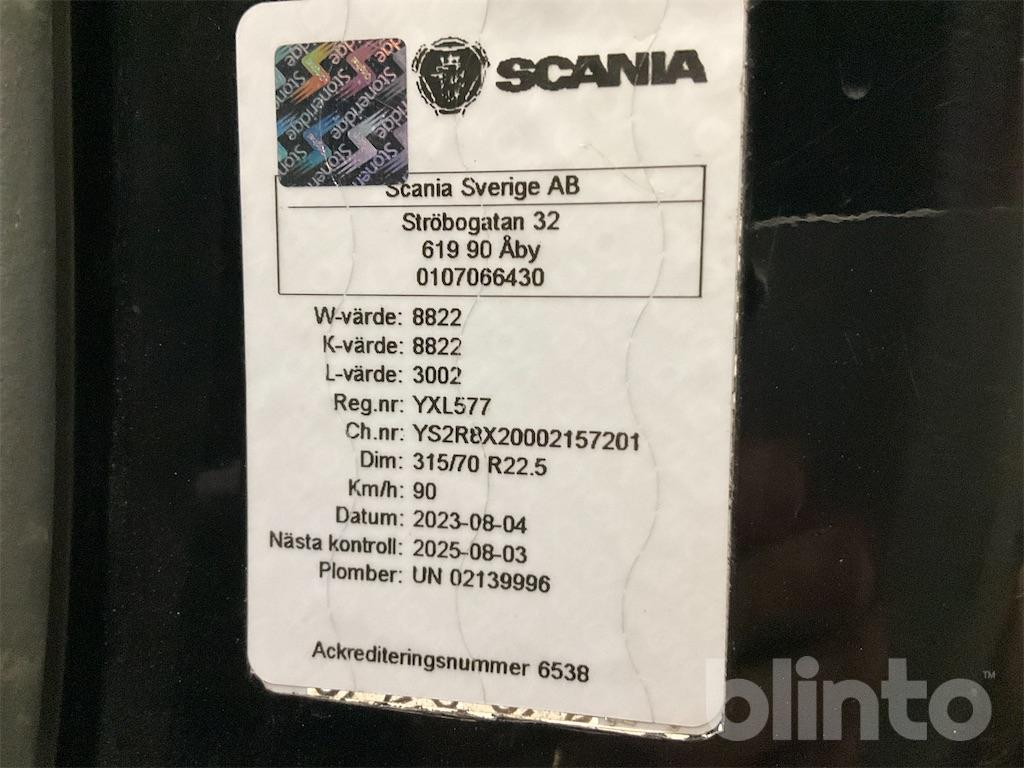 SCANIA
Stoneridge
Scania Sverige AB
Ströbogatan 32
619 90 Åby
0107066430
W-värde: 8822
K-värde: 8822
L-värde: 3002
Reg.nr: YXL577
Ch.nr: YS2R8X20002157201
Dim: 315/70 R22.5
Km/h: 90
Datum: 2023-08-04
Nästa kontroll: 2025-08-03
Plomber: UN 02139996
Ackrediteringsnummer 6538
blinto™